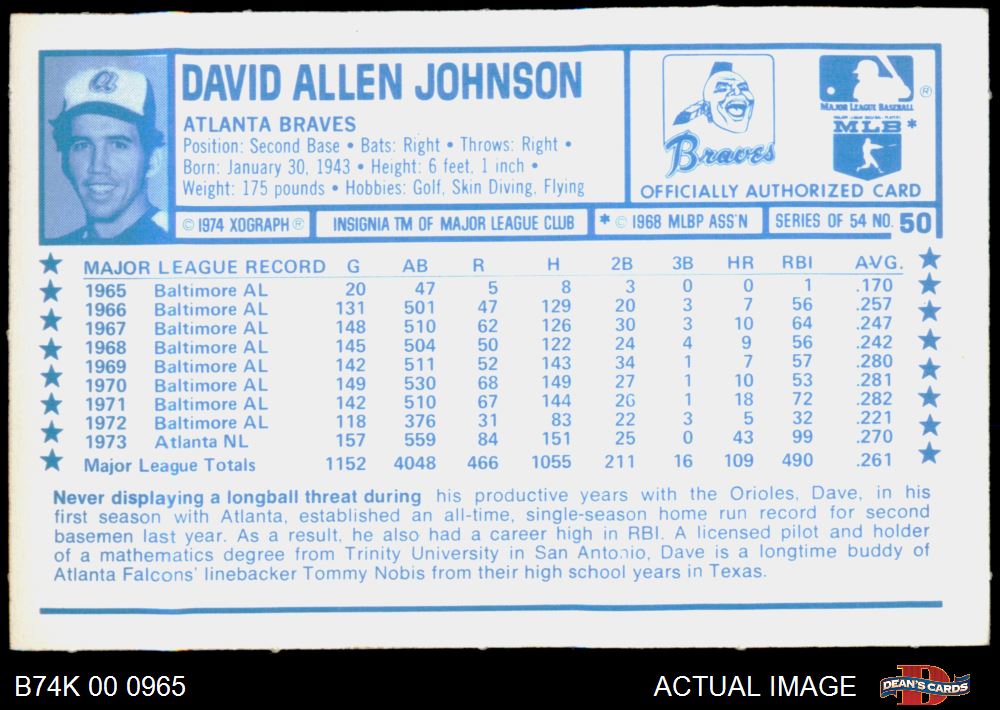 DAVID ALLEN JOHNSON
ATLANTA BRAVES
Position: Second Base • Bats: Right • Throws: Right •
Born: January 30, 1943 • Height: 6 feet, 1 inch •
Weight: 175 pounds • Hobbies: Golf, Skin Diving, Flying
Braves
MAJOR LEAGUE BASEBALL ®
MLB *
OFFICIALLY AUTHORIZED CARD
© 1974 XOGRAPH ® INSIGNIA TM OF MAJOR LEAGUE CLUB * © 1968 MLBP ASS'N SERIES OF 54 NO. 50
MAJOR LEAGUE RECORD G AB R H 2B 3B HR RBI AVG.
1965 Baltimore AL 20 47 5 8 3 0 0 1 .170
1966 Baltimore AL 131 501 47 129 20 3 7 56 .257
1967 Baltimore AL 148 510 62 126 30 3 10 64 .247
1968 Baltimore AL 145 504 50 122 24 4 9 56 .242
1969 Baltimore AL 142 511 52 143 34 1 7 57 .280
1970 Baltimore AL 149 530 68 149 27 1 10 53 .281
1971 Baltimore AL 142 510 67 144 26 1 18 72 .282
1972 Baltimore AL 118 376 31 83 22 3 5 32 .221
1973 Atlanta NL 157 559 84 151 25 0 43 99 .270
Major League Totals 1152 4048 466 1055 211 16 109 490 .261
Never displaying a longball threat during his productive years with the Orioles, Dave, in his
first season with Atlanta, established an all-time, single-season home run record for second
basemen last year. As a result, he also had a career high in RBI. A licensed pilot and holder
of a mathematics degree from Trinity University in San Antonio, Dave is a longtime buddy of
Atlanta Falcons' linebacker Tommy Nobis from their high school years in Texas.
B74K 00 0965
ACTUAL IMAGE
DEAN'S CARDS